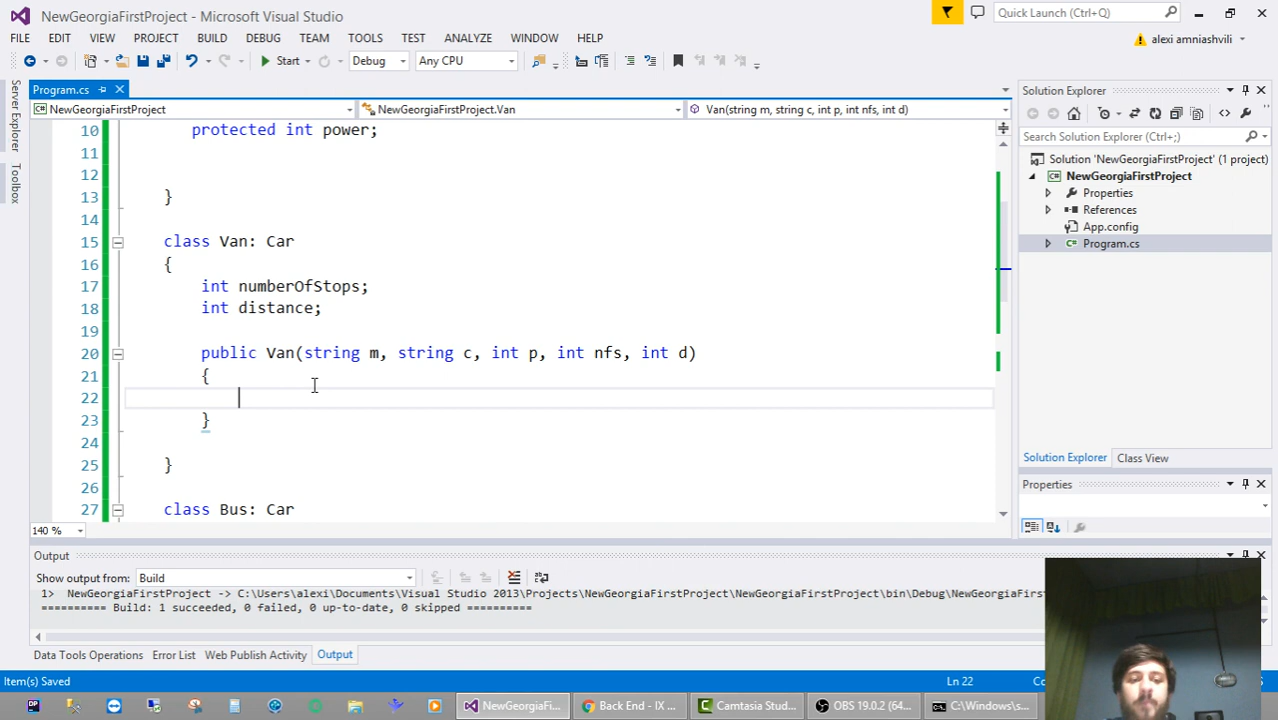 NewGeorgiaFirstProject - Microsoft Visual Studio
Quick Launch (Ctrl+Q)
FILE EDIT VIEW PROJECT BUILD DEBUG TEAM TOOLS TEST ANALYZE WINDOW HELP
alexi amniashvili
Start Debug Any CPU
Server Explorer
Toolbox
Program.cs
NewGeorgiaFirstProject NewGeorgiaFirstProject.Van Van(string m, string c, int p, int nfs, int d)
10 protected int power;
11
12
13 }
14
15 class Van: Car
16 {
17 int numberOfStops;
18 int distance;
19
20 public Van(string m, string c, int p, int nfs, int d)
21 {
22
23 }
24
25 }
26
27 class Bus: Car
140 %
Solution Explorer
Search Solution Explorer (Ctrl+;)
Solution 'NewGeorgiaFirstProject' (1 project)
NewGeorgiaFirstProject
Properties
References
App.config
Program.cs
Solution Explorer Class View
Properties
Output
Show output from: Build
1> NewGeorgiaFirstProject -> C:\Users\alexi\Documents\Visual Studio 2013\Projects\NewGeorgiaFirstProject\NewGeorgiaFirstProject\bin\Debug\NewGeorgiaFirst
========== Build: 1 succeeded, 0 failed, 0 up-to-date, 0 skipped ==========
Data Tools Operations Error List Web Publish Activity Output
Item(s) Saved Ln 22
NewGeorgiaFi... Back End - IX ... Camtasia Stud... OBS 19.0.2 (64... C:\Windows\s...